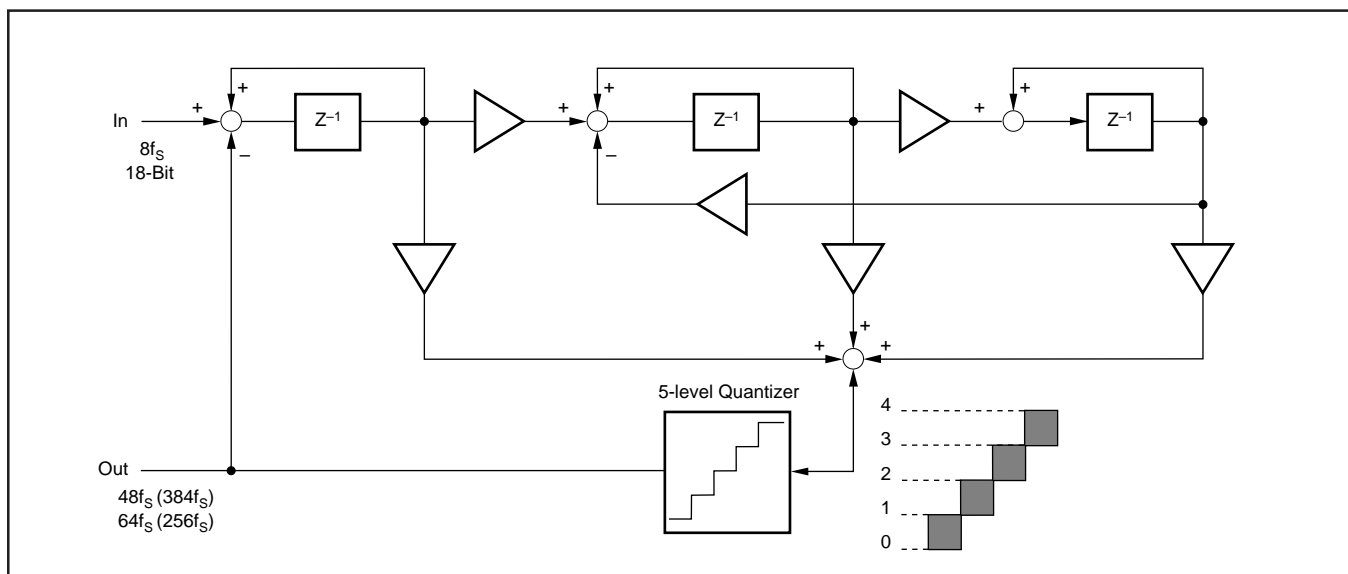 +
+
+
In
+
Z–1
+
Z–1
+
Z–1
8fS
18-Bit
–
–
+
+
+
5-level Quantizer
4
3
2
1
0
Out
48fS (384fS)
64fS (256fS)